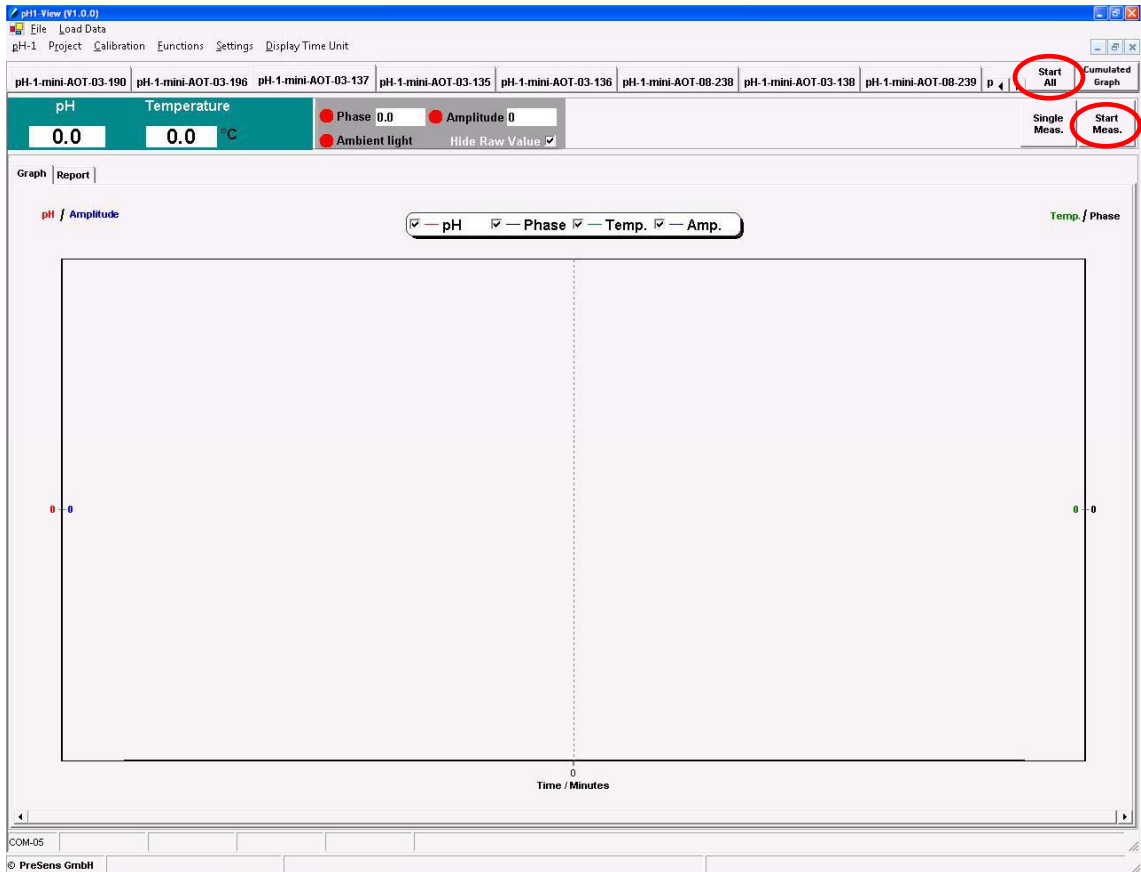 pH1-View (V1.0.0)
File Load Data
pH-1 Project Calibration Functions Settings Display Time Unit
pH-1-mini-AOT-03-190 pH-1-mini-AOT-03-196 pH-1-mini-AOT-03-137 pH-1-mini-AOT-03-135 pH-1-mini-AOT-03-136 pH-1-mini-AOT-08-238 pH-1-mini-AOT-03-138 pH-1-mini-AOT-08-239 p
Start All
Cumulated Graph
pH Temperature
0.0 0.0 °C
Phase 0.0 Amplitude 0
Ambient light Hide Raw Value
Single Meas.
Start Meas.
Graph Report
pH / Amplitude
pH Phase Temp. Amp.
Temp. / Phase
0 0
0 0
0
Time / Minutes
COM-05
© PreSens GmbH